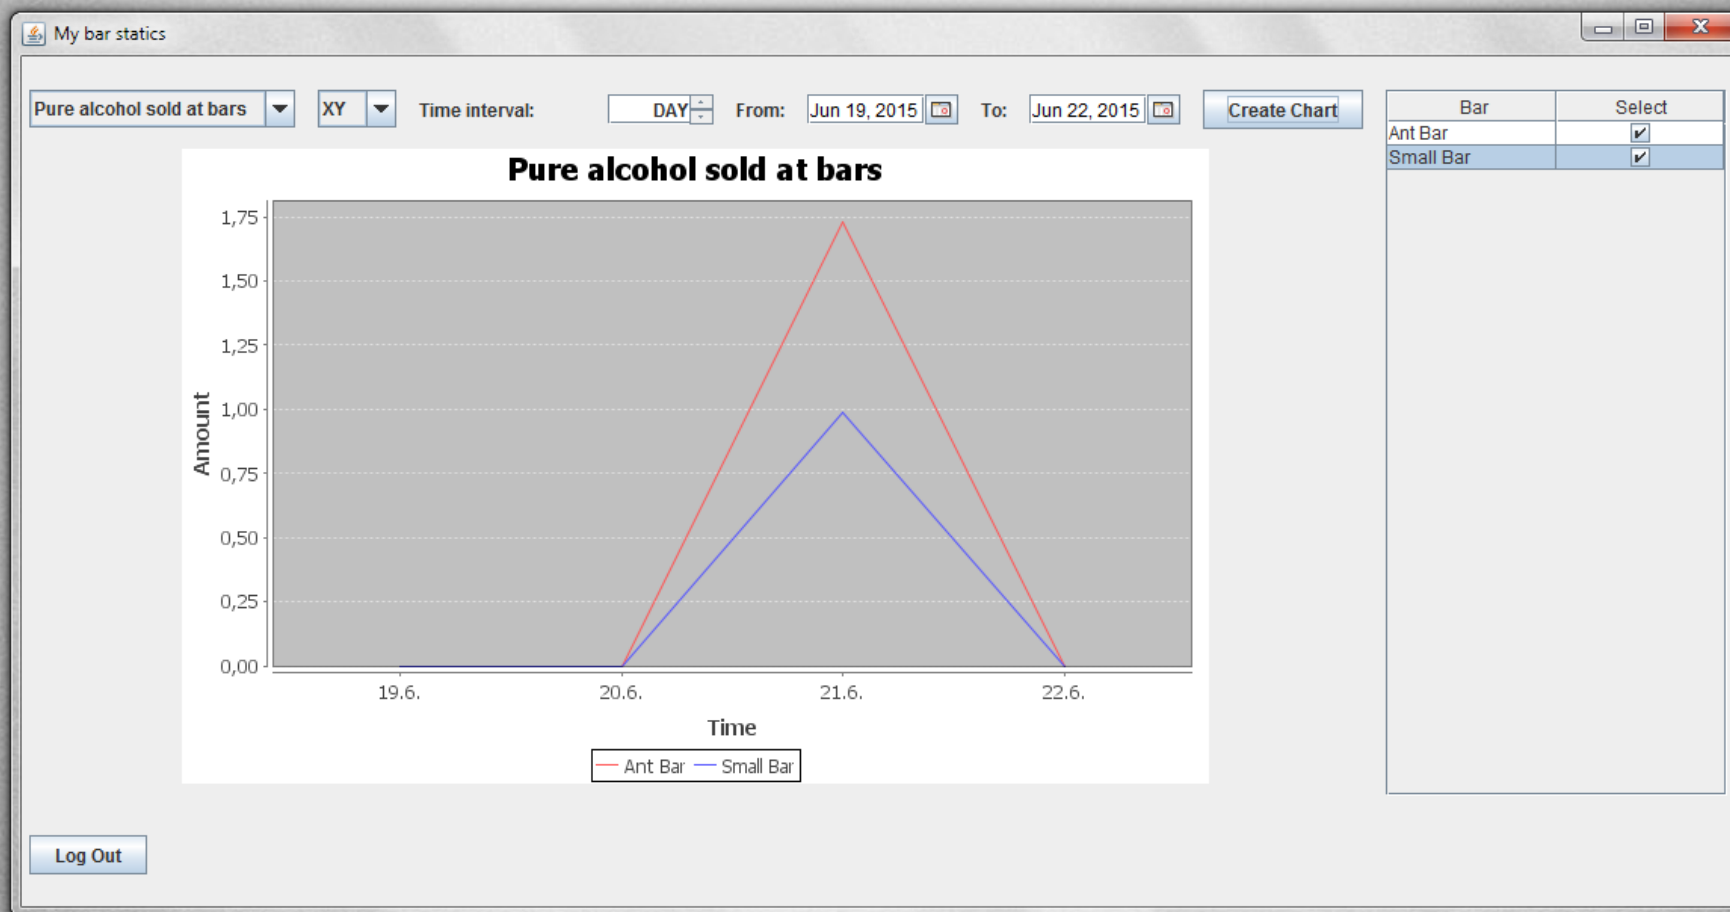 My bar statics
Pure alcohol sold at bars XY Time interval: DAY From: Jun 19, 2015 To: Jun 22, 2015 Create Chart
Bar Select
Ant Bar
Small Bar
Pure alcohol sold at bars
1,75
1,50
1,25
1,00
0,75
0,50
0,25
0,00
Amount
19.6. 20.6. 21.6. 22.6.
Time
Ant Bar Small Bar
Log Out